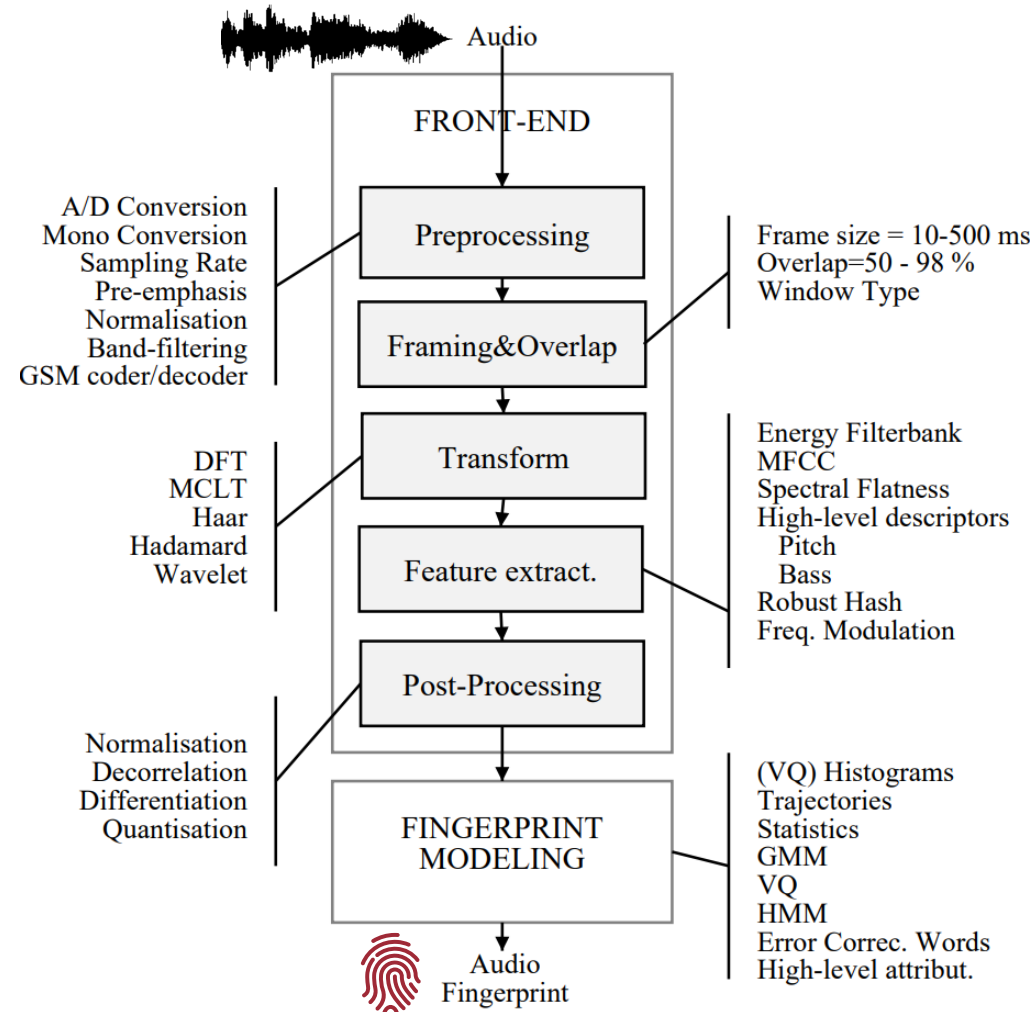 Audio
FRONT-END
A/D Conversion
Mono Conversion
Sampling Rate
Pre-emphasis
Normalisation
Band-filtering
GSM coder/decoder
Preprocessing
Frame size = 10-500 ms
Overlap=50 - 98 %
Window Type
Framing&Overlap
DFT
MCLT
Haar
Hadamard
Wavelet
Transform
Energy Filterbank
MFCC
Spectral Flatness
High-level descriptors
Pitch
Bass
Robust Hash
Freq. Modulation
Feature extract.
Post-Processing
Normalisation
Decorrelation
Differentiation
Quantisation
FINGERPRINT
MODELING
(VQ) Histograms
Trajectories
Statistics
GMM
VQ
HMM
Error Correc. Words
High-level attribut.
Audio
Fingerprint